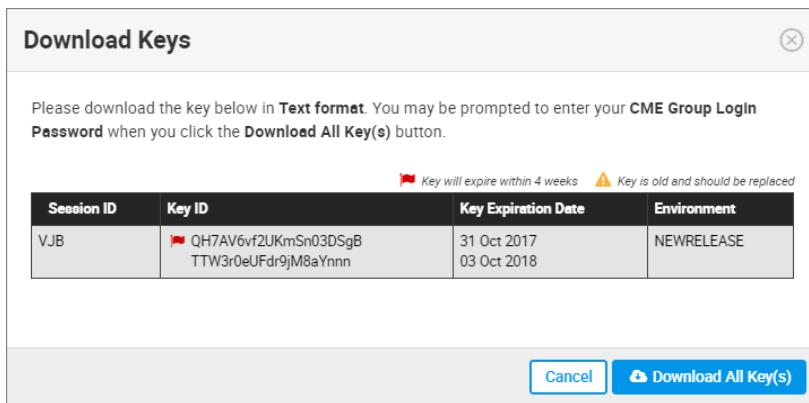 Download Keys
Please download the key below in Text format. You may be prompted to enter your CME Group Login
Password when you click the Download All Key(s) button.
Key will expire within 4 weeks Key is old and should be replaced
Session ID Key ID Key Expiration Date Environment
VJB QH7AV6vf2UKmSn03DSgB 31 Oct 2017 NEWRELEASE
TTW3r0eUFdr9jM8aYnnn 03 Oct 2018
Cancel Download All Key(s)